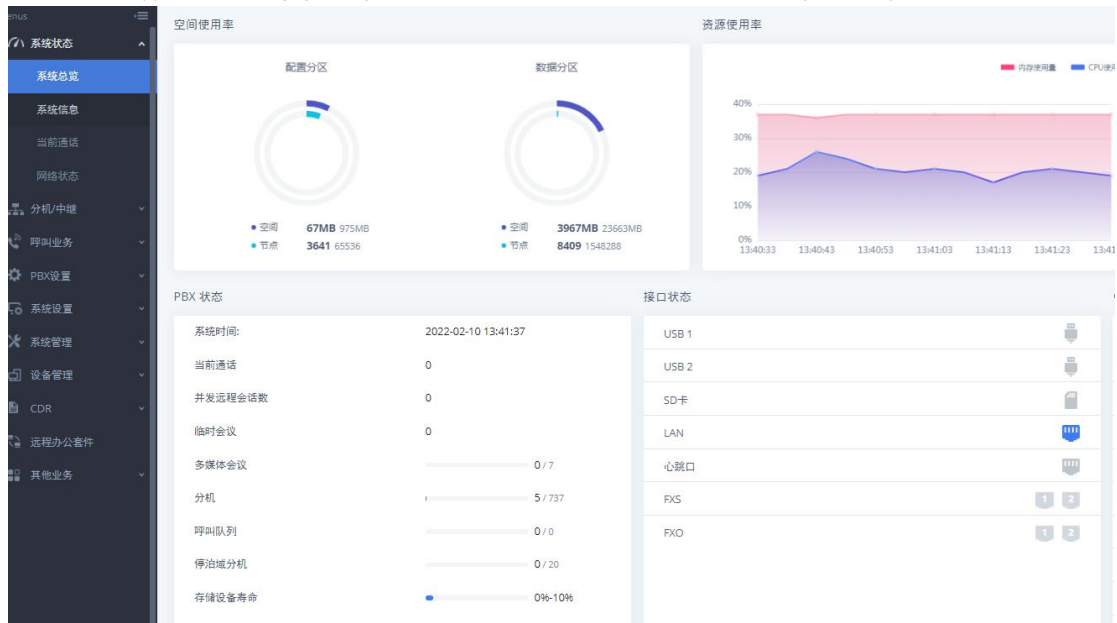 enus
系统状态
系统总览
系统信息
当前通话
网络状态
分机/中继
呼叫业务
PBX设置
系统设置
系统管理
设备管理
CDR
远程办公套件
其他业务
空间使用率
配置分区
数据分区
空间 67MB 975MB
节点 3641 65536
空间 3967MB 23663MB
节点 8409 1548288
资源使用率
内存使用量 CPU使用
40%
30%
20%
10%
0%
13:40:33 13:40:43 13:40:53 13:41:03 13:41:13 13:41:23 13:41
PBX 状态
系统时间: 2022-02-10 13:41:37
当前通话 0
并发远程会话数 0
临时会议 0
多媒体会议 0 / 7
分机 5 / 737
呼叫队列 0 / 0
停泊域分机 0 / 20
存储设备寿命 0%-10%
接口状态
USB 1
USB 2
SD卡
LAN
心跳口
FXS 1 2
FXO 1 2